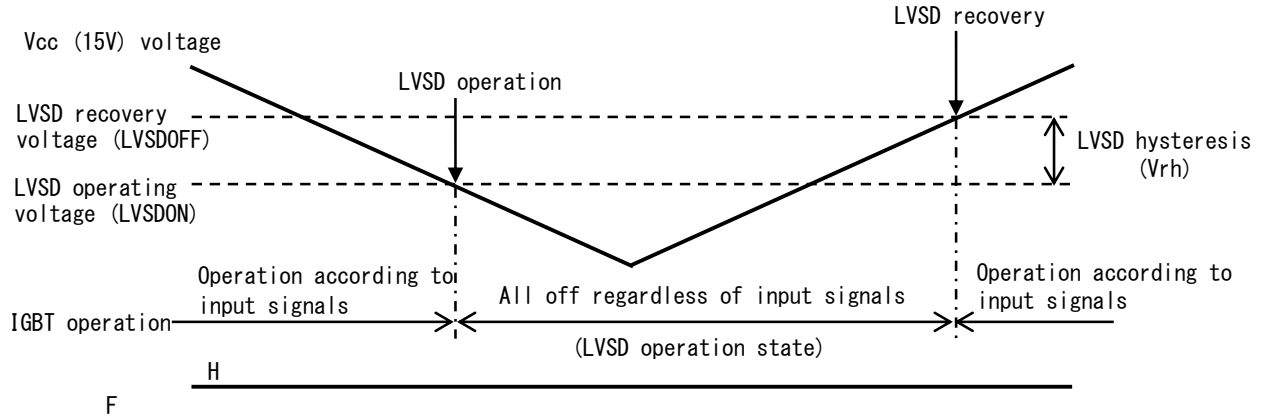 LVSD recovery
Vcc (15V) voltage
LVSD operation
LVSD recovery
voltage (LVSDOFF)
LVSD hysteresis
(Vrh)
LVSD operating
voltage (LVSDON)
Operation according to
input signals
All off regardless of input signals
Operation according to
input signals
IGBT operation
(LVSD operation state)
H
F